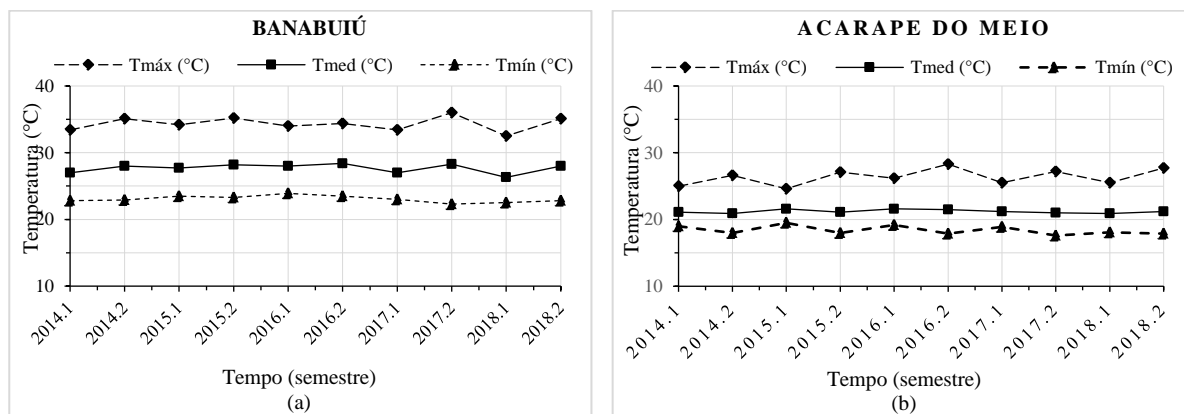 BANABUIÚ
Tmáx (°C) Tmed (°C) Tmín (°C)
Temperatura (°C)
40
30
20
10
2014.1 2014.2 2015.1 2015.2 2016.1 2016.2 2017.1 2017.2 2018.1 2018.2
Tempo (semestre)
(a)
ACARAPE DO MEIO
Tmáx (°C) Tmed (°C) Tmín (°C)
Temperatura (°C)
40
30
20
10
2014.1 2014.2 2015.1 2015.2 2016.1 2016.2 2017.1 2017.2 2018.1 2018.2
Tempo (semestre)
(b)